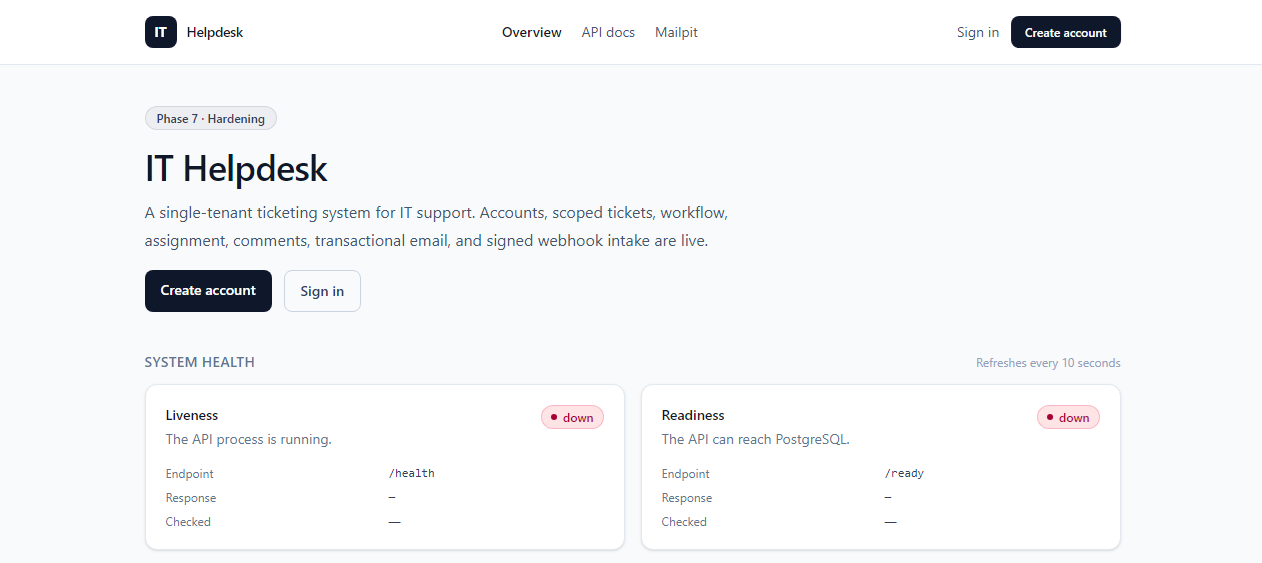 IT Helpdesk Overview API docs Mailpit Sign in Create account
Phase 7 · Hardening
IT Helpdesk
A single-tenant ticketing system for IT support. Accounts, scoped tickets, workflow,
assignment, comments, transactional email, and signed webhook intake are live.
Create account Sign in
SYSTEM HEALTH Refreshes every 10 seconds
Liveness down
The API process is running.
Endpoint /health
Response –
Checked —
Readiness down
The API can reach PostgreSQL.
Endpoint /ready
Response –
Checked —